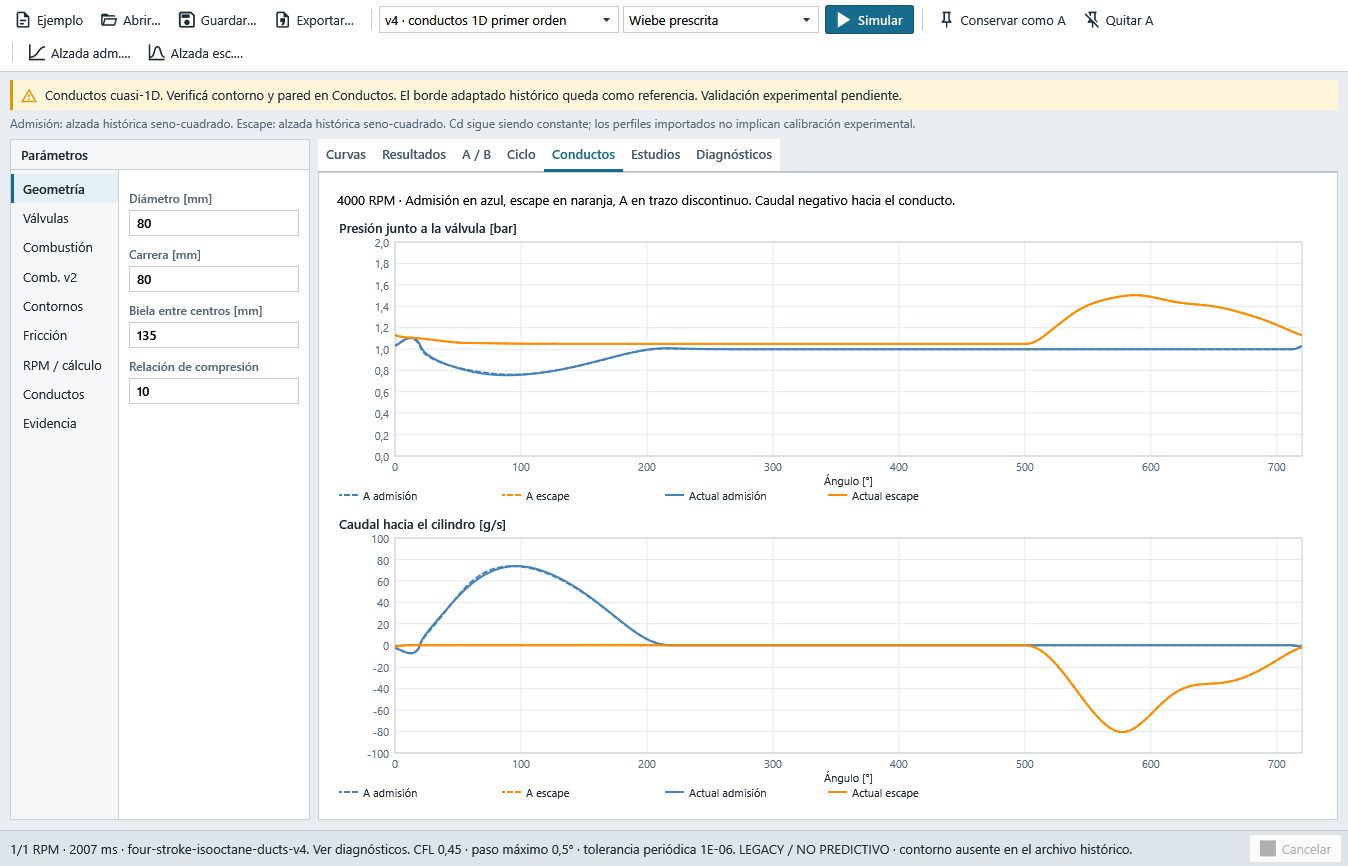 Ejemplo Abrir... Guardar... Exportar... v4 · conductos 1D primer orden Wiebe prescrita Simular Conservar como A Quitar A
Alzada adm.... Alzada esc....
Conductos cuasi-1D. Verificá contorno y pared en Conductos. El borde adaptado histórico queda como referencia. Validación experimental pendiente.
Admisión: alzada histórica seno-cuadrado. Escape: alzada histórica seno-cuadrado. Cd sigue siendo constante; los perfiles importados no implican calibración experimental.
Parámetros
Geometría
Válvulas
Combustión
Comb. v2
Contornos
Fricción
RPM / cálculo
Conductos
Evidencia
Diámetro [mm]
80
Carrera [mm]
80
Biela entre centros [mm]
135
Relación de compresión
10
Curvas Resultados A / B Ciclo Conductos Estudios Diagnósticos
4000 RPM · Admisión en azul, escape en naranja, A en trazo discontinuo. Caudal negativo hacia el conducto.
Presión junto a la válvula [bar]
2,0
1,8
1,6
1,4
1,2
1,0
0,8
0,6
0,4
0,2
0,0
0 100 200 300 400 500 600 700
Ángulo [°]
A admisión A escape Actual admisión Actual escape
Caudal hacia el cilindro [g/s]
100
80
60
40
20
0
-20
-40
-60
-80
-100
0 100 200 300 400 500 600 700
Ángulo [°]
A admisión A escape Actual admisión Actual escape
1/1 RPM · 2007 ms · four-stroke-isooctane-ducts-v4. Ver diagnósticos. CFL 0,45 · paso máximo 0,5° · tolerancia periódica 1E-06. LEGACY / NO PREDICTIVO · contorno ausente en el archivo histórico.
Cancelar